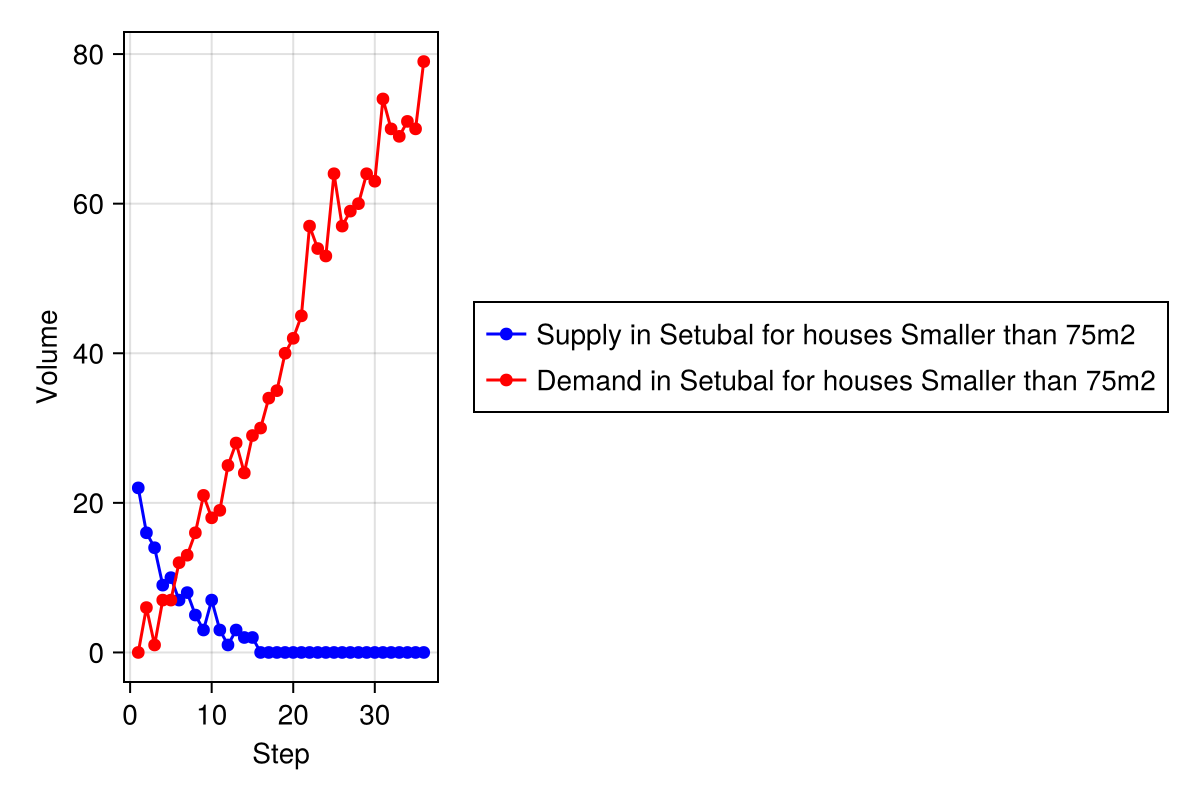 80
60
40
20
0
Volume
0 10 20 30
Step
Supply in Setubal for houses Smaller than 75m2
Demand in Setubal for houses Smaller than 75m2